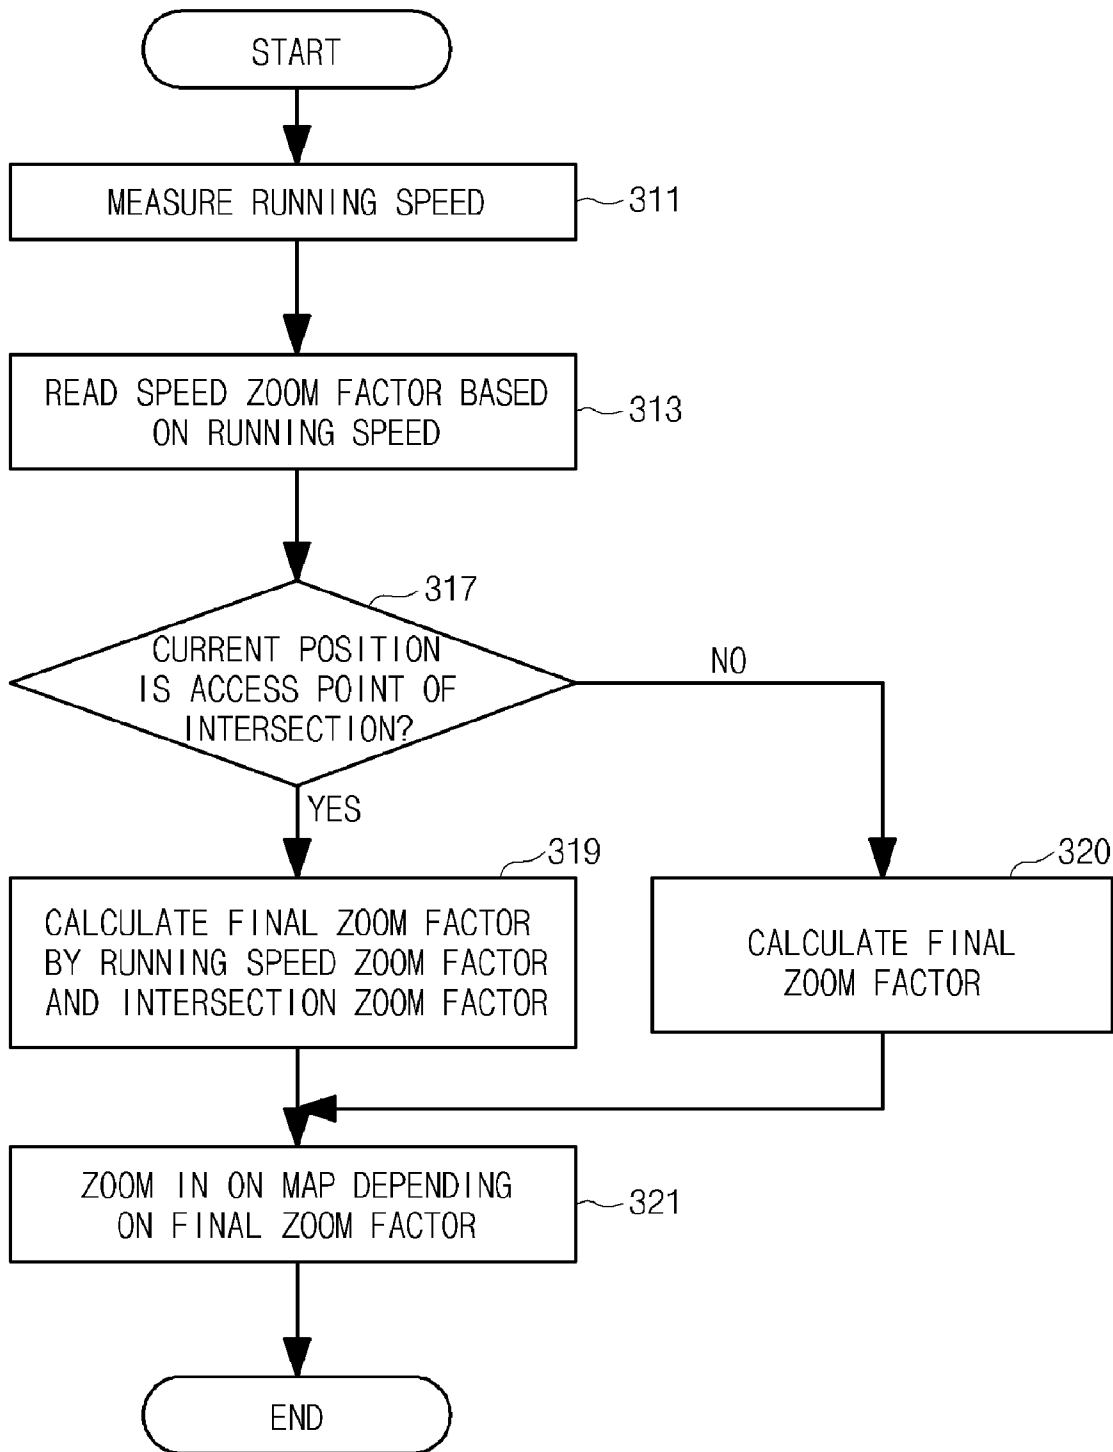 START
MEASURE RUNNING SPEED
311
READ SPEED ZOOM FACTOR BASED
ON RUNNING SPEED
313
317
CURRENT POSITION
IS ACCESS POINT OF
INTERSECTION?
NO
YES
319
CALCULATE FINAL ZOOM FACTOR
BY RUNNING SPEED ZOOM FACTOR
AND INTERSECTION ZOOM FACTOR
320
CALCULATE FINAL
ZOOM FACTOR
ZOOM IN ON MAP DEPENDING
ON FINAL ZOOM FACTOR
321
END